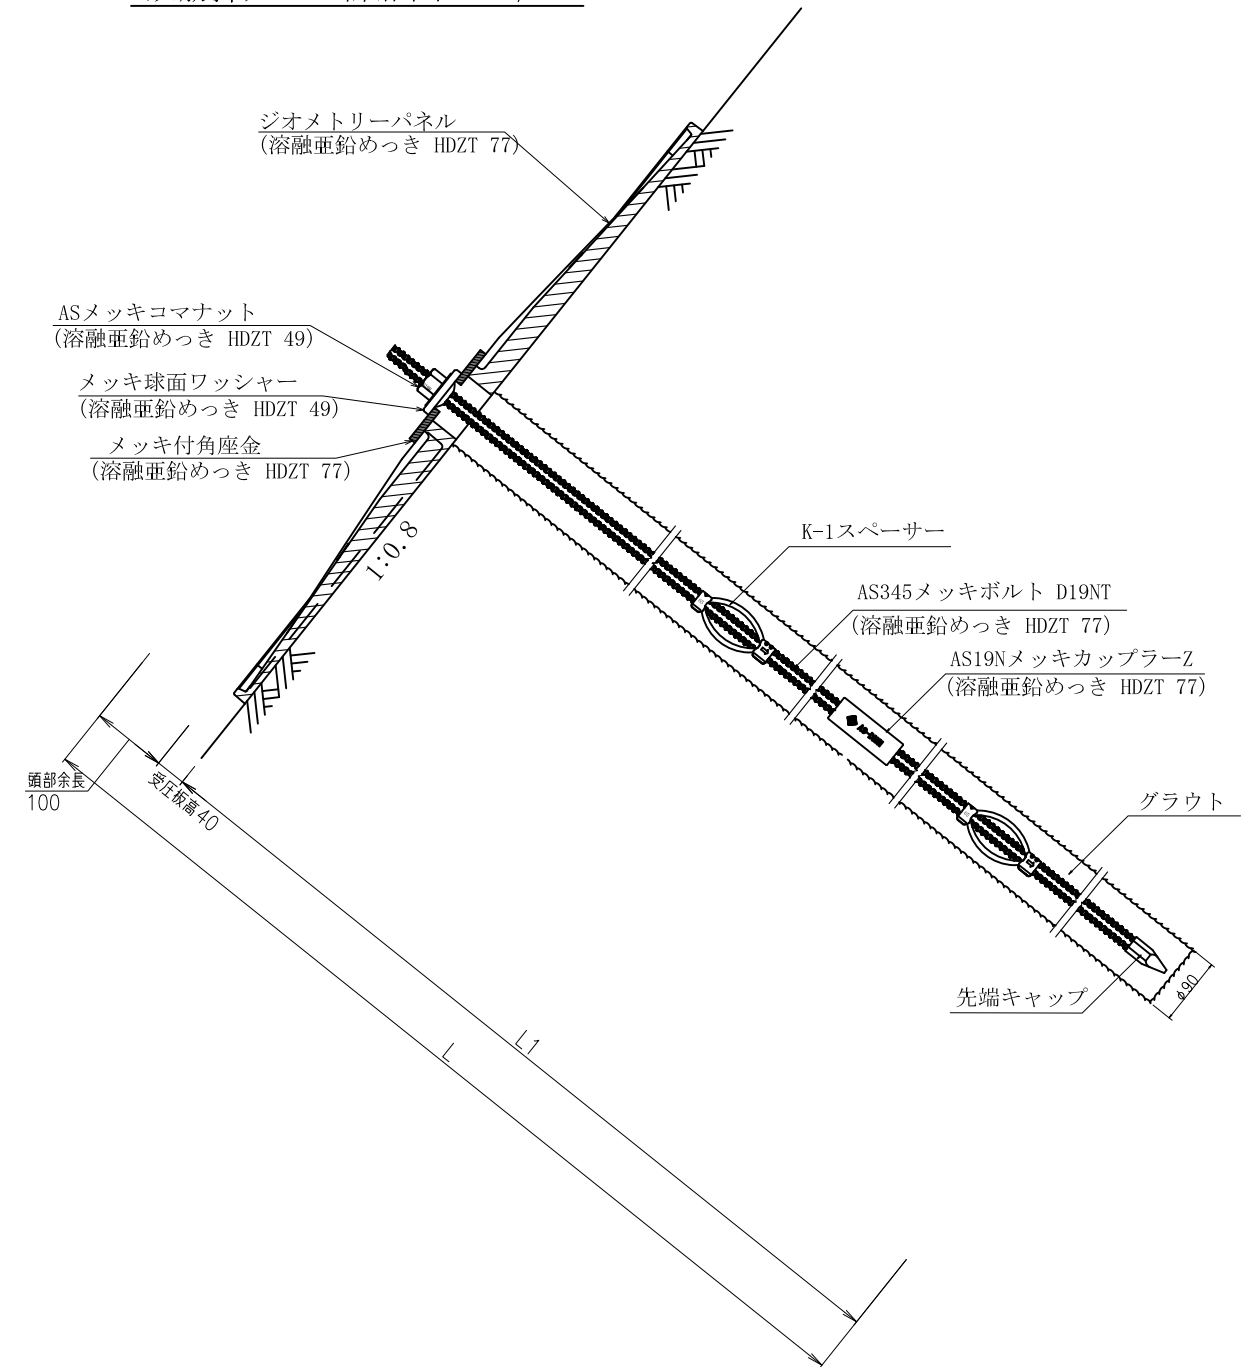 ジオメトリーパネル
(溶融亜鉛めっき HDZT 77)
ASメッキコマナット
(溶融亜鉛めっき HDZT 49)
メッキ球面ワッシャー
(溶融亜鉛めっき HDZT 49)
メッキ付角座金
(溶融亜鉛めっき HDZT 77)
1:0.8
K-1スペーサー
AS345メッキボルト D19NT
(溶融亜鉛めっき HDZT 77)
AS19NメッキカップラーZ
(溶融亜鉛めっき HDZT 77)
頭部余長
100
受圧板高40
グラウト
先端キャップ
φ90
L1
L